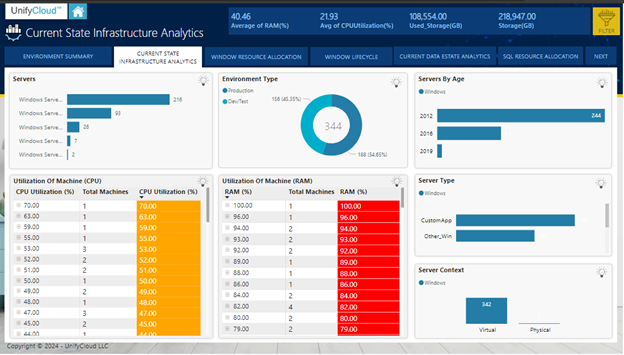 UnifyCloud™
Current State Infrastructure Analytics
40.46
Average of RAM(%)
21.93
Avg of CPUUtilization(%)
108,554.00
Used_Storage(GB)
218,947.00
Storage(GB)
FILTER
ENVIRONMENT SUMMARY
CURRENT STATE
INFRASTRUCTURE ANALYTICS
WINDOW RESOURCE ALLOCATION
WINDOW LIFECYCLE
CURRENT DATA ESTATE ANALYTICS
SQL RESOURCE ALLOCATION
NEXT
Servers
Windows Serve... 216
Windows Serve... 93
Windows Serve... 26
Windows Serve... 7
Windows Serve... 2
Environment Type
Production
Dev/Test
156 (45.35%)
344
188 (54.65%)
Servers By Age
Windows
2012 244
2016
2019
Utilization Of Machine (CPU)
CPU Utilization (%) Total Machines CPU Utilization (%)
70.00 1 70.00
63.00 1 63.00
59.00 1 59.00
55.00 1 55.00
53.00 3 53.00
52.00 2 52.00
51.00 2 51.00
50.00 1 50.00
49.00 2 49.00
48.00 1 48.00
47.00 3 47.00
45.00 2 45.00
44.00 1 44.00
Utilization Of Machine (RAM)
RAM (%) Total Machines RAM (%)
100.00 1 100.00
96.00 1 96.00
94.00 2 94.00
93.00 2 93.00
92.00 2 92.00
89.00 1 89.00
88.00 1 88.00
86.00 1 86.00
84.00 2 84.00
82.00 4 82.00
80.00 2 80.00
79.00 2 79.00
Server Type
Windows
CustomApp
Other_Win
Server Context
Windows
342
Virtual
Physical
Copyright © 2024 - UnifyCloud LLC